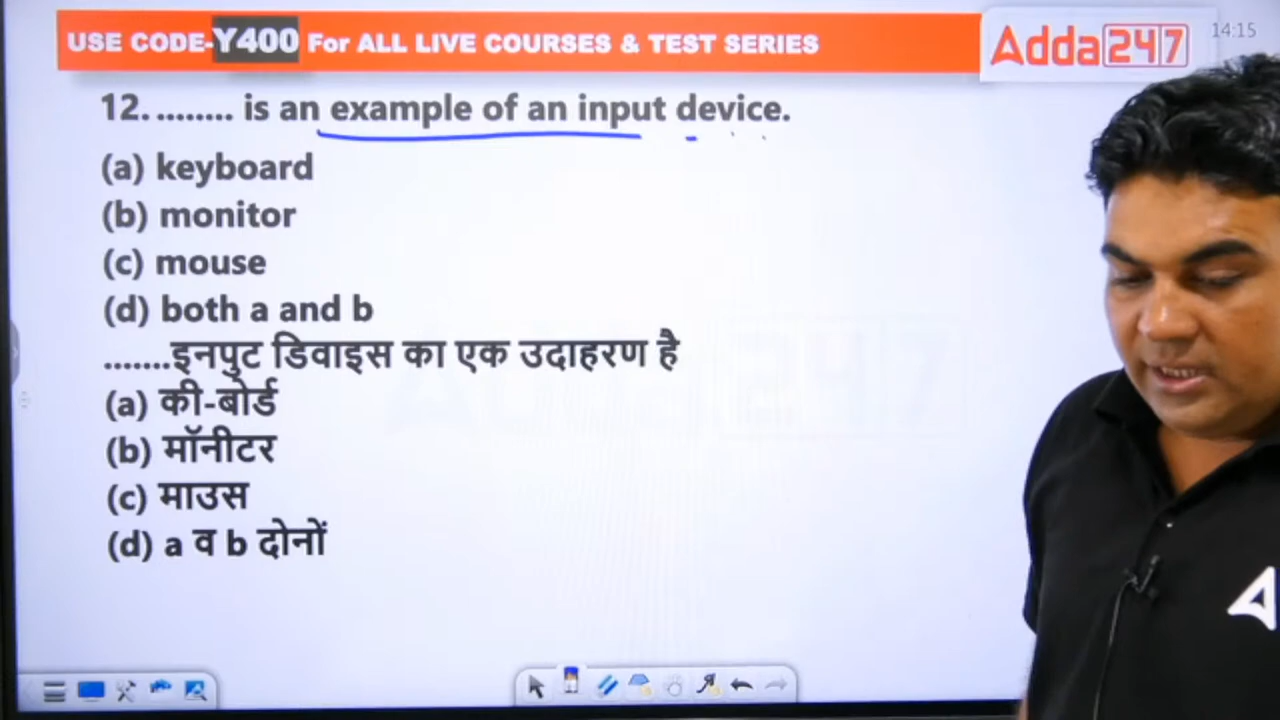 USE CODE-Y400 For ALL LIVE COURSES & TEST SERIES
Adda247
14:15
12. ........ is an example of an input device.
(a) keyboard
(b) monitor
(c) mouse
(d) both a and b
.......इनपुट डिवाइस का एक उदाहरण है
(a) की-बोर्ड
(b) मॉनीटर
(c) माउस
(d) a व b दोनों